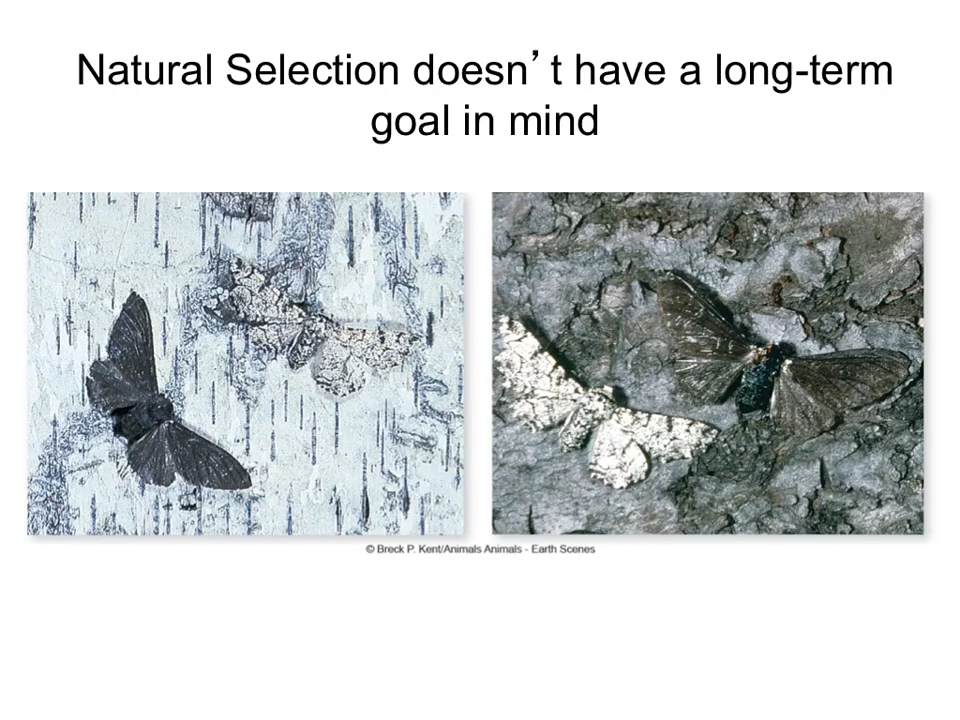 Natural Selection doesn’t have a long-term
goal in mind
© Breck P. Kent/Animals Animals - Earth Scenes